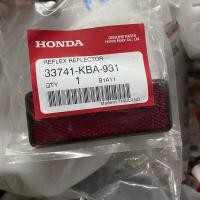 HONDA
GENUINE PARTS
Honda Motor Co., Ltd.
REFLEX REFLECTOR
33741-KBA-931
QTY 1 B1A11
MADE IN THAILAND